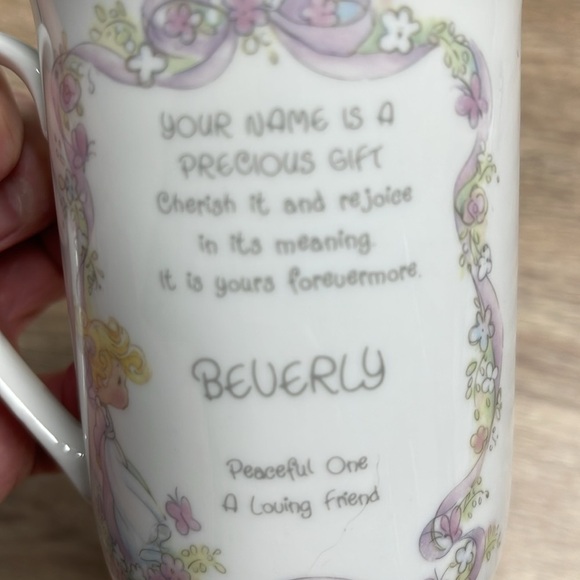 YOUR NAME IS A
PRECIOUS GIFT
Cherish it and rejoice
in its meaning.
It is yours forevermore.
BEVERLY
Peaceful One
A Loving Friend